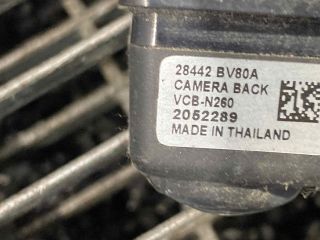 28442 BV80A
CAMERA BACK
VCB-N260
2052289
MADE IN THAILAND